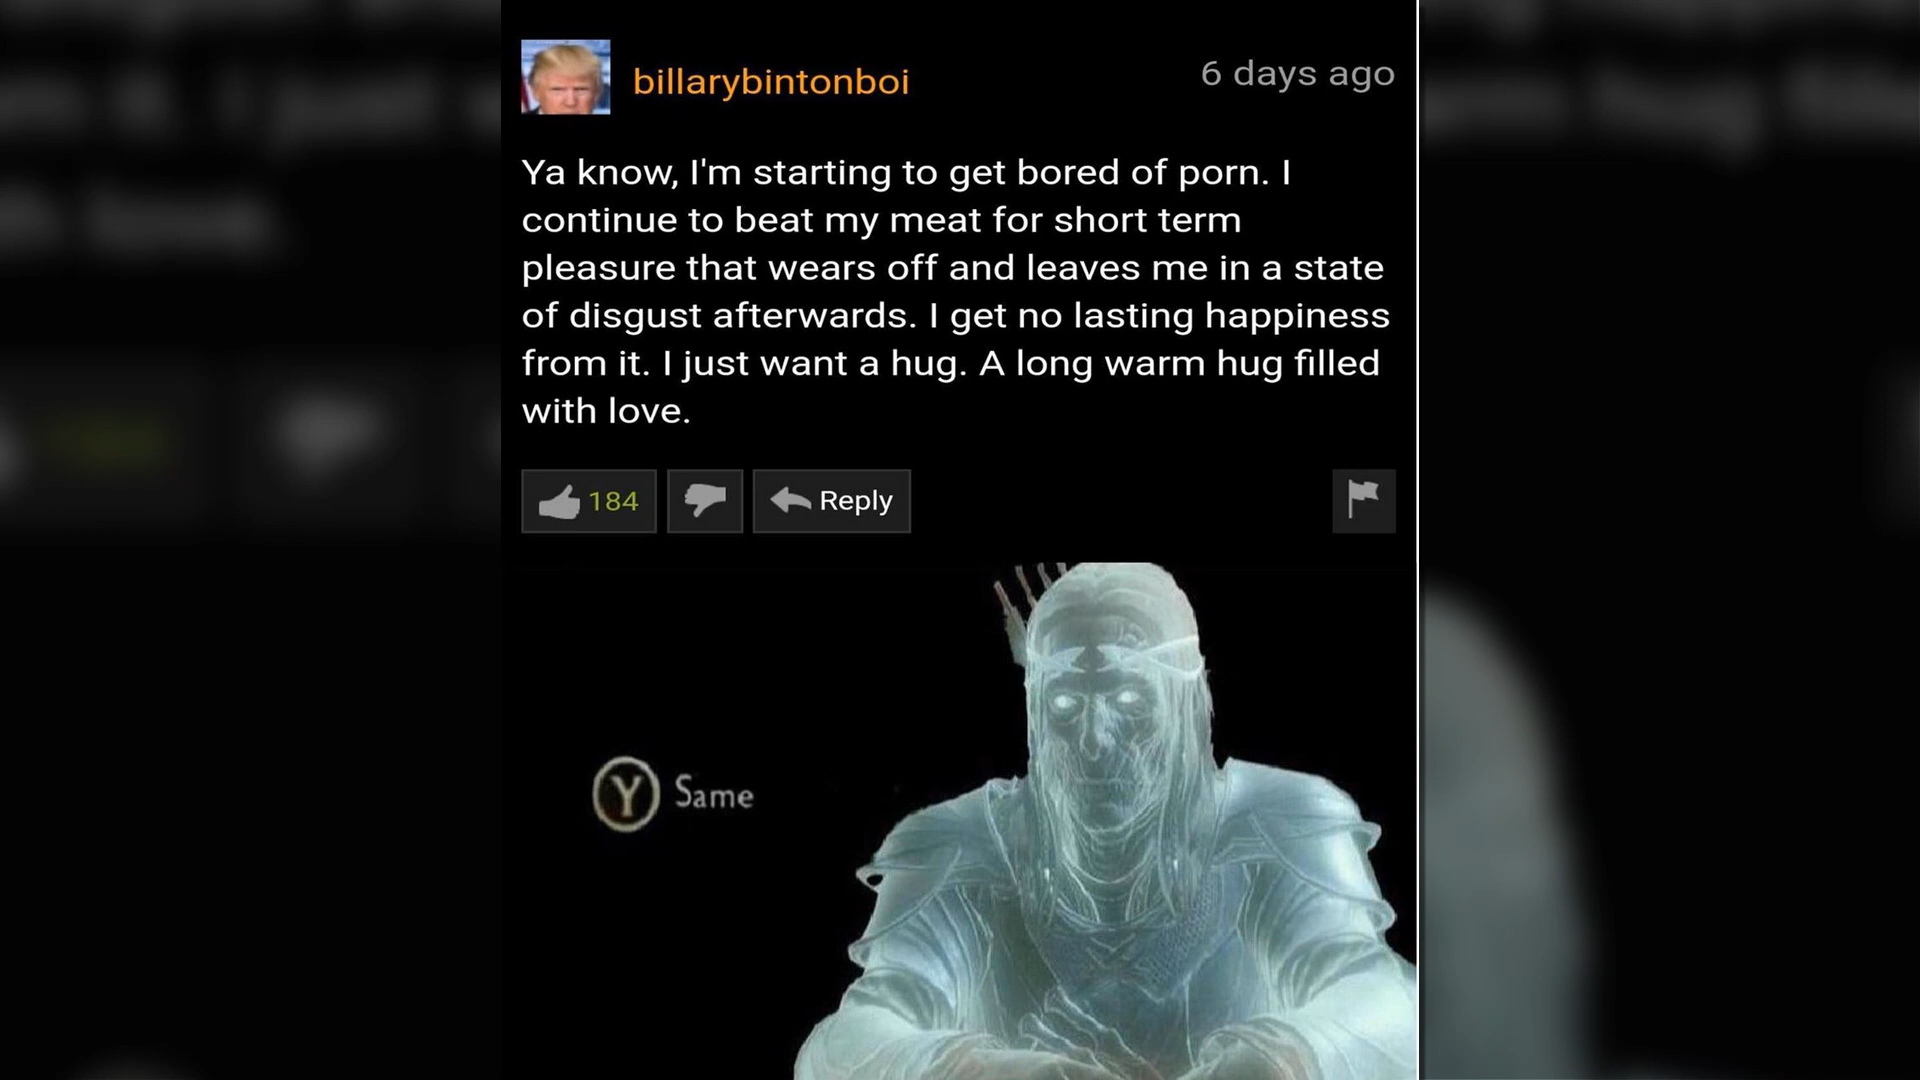 billarybintonboi
6 days ago
Ya know, I'm starting to get bored of porn. I
continue to beat my meat for short term
pleasure that wears off and leaves me in a state
of disgust afterwards. I get no lasting happiness
from it. I just want a hug. A long warm hug filled
with love.
184
Reply
Y Same